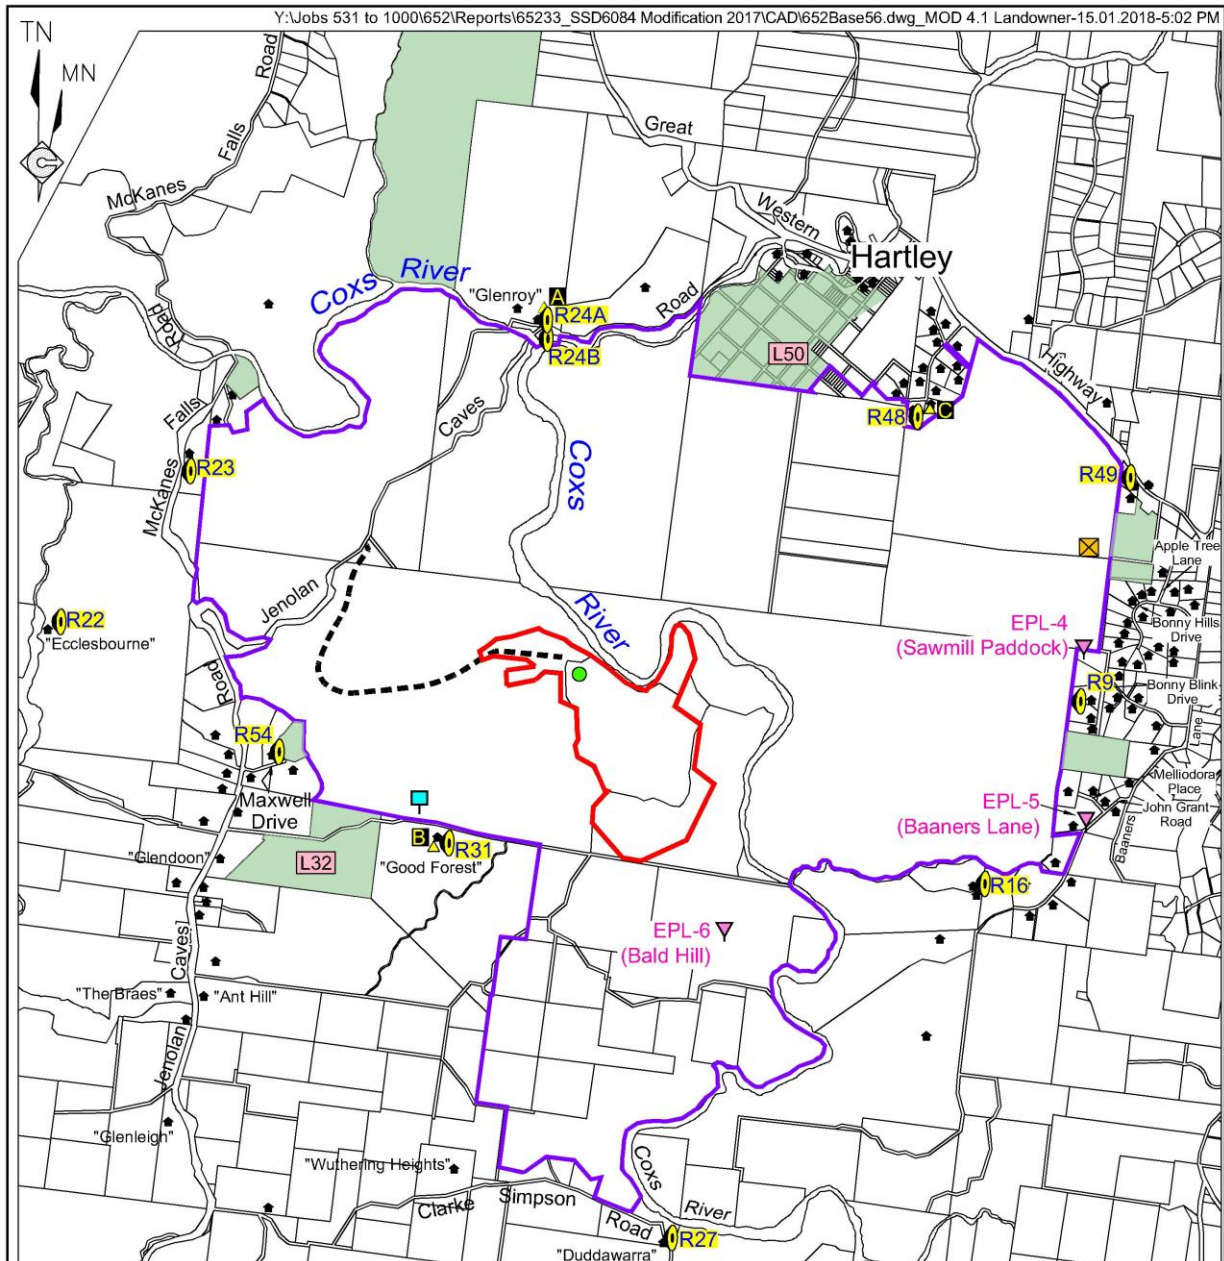 Y:\Jobs 531 to 1000\652\Reports\65233_SSD6084 Modification 2017\CAD\652Base56.dwg_MOD 4.1 Landowner-15.01.2018-5:02 PM
TN
MN
McKanes Falls Road
Great Western Highway
Hartley
Coxs River
"Glenroy"
A
R24A
R24B
Road
L50
R48
C
R49
McKanes Falls Road
R23
Caves
Jenolan
Coxs River
Apple Tree
Lane
Bonny Hills
Drive
EPL-4
(Sawmill Paddock)
R22
"Ecclesbourne"
Road
R9
Bonny Blink
Drive
Lane
Baaners
R54
Maxwell
Drive
Melliodora
Place
John Grant
Road
EPL-5
(Baaners Lane)
B
R31
"Good Forest"
"Glendoon"
L32
R16
EPL-6
(Bald Hill)
"The Braes"
"Ant Hill"
Jenolan Caves
"Glenleigh"
"Wuthering Heights"
Clarke Simpson Road
Coxs River
R27
"Duddawarra"